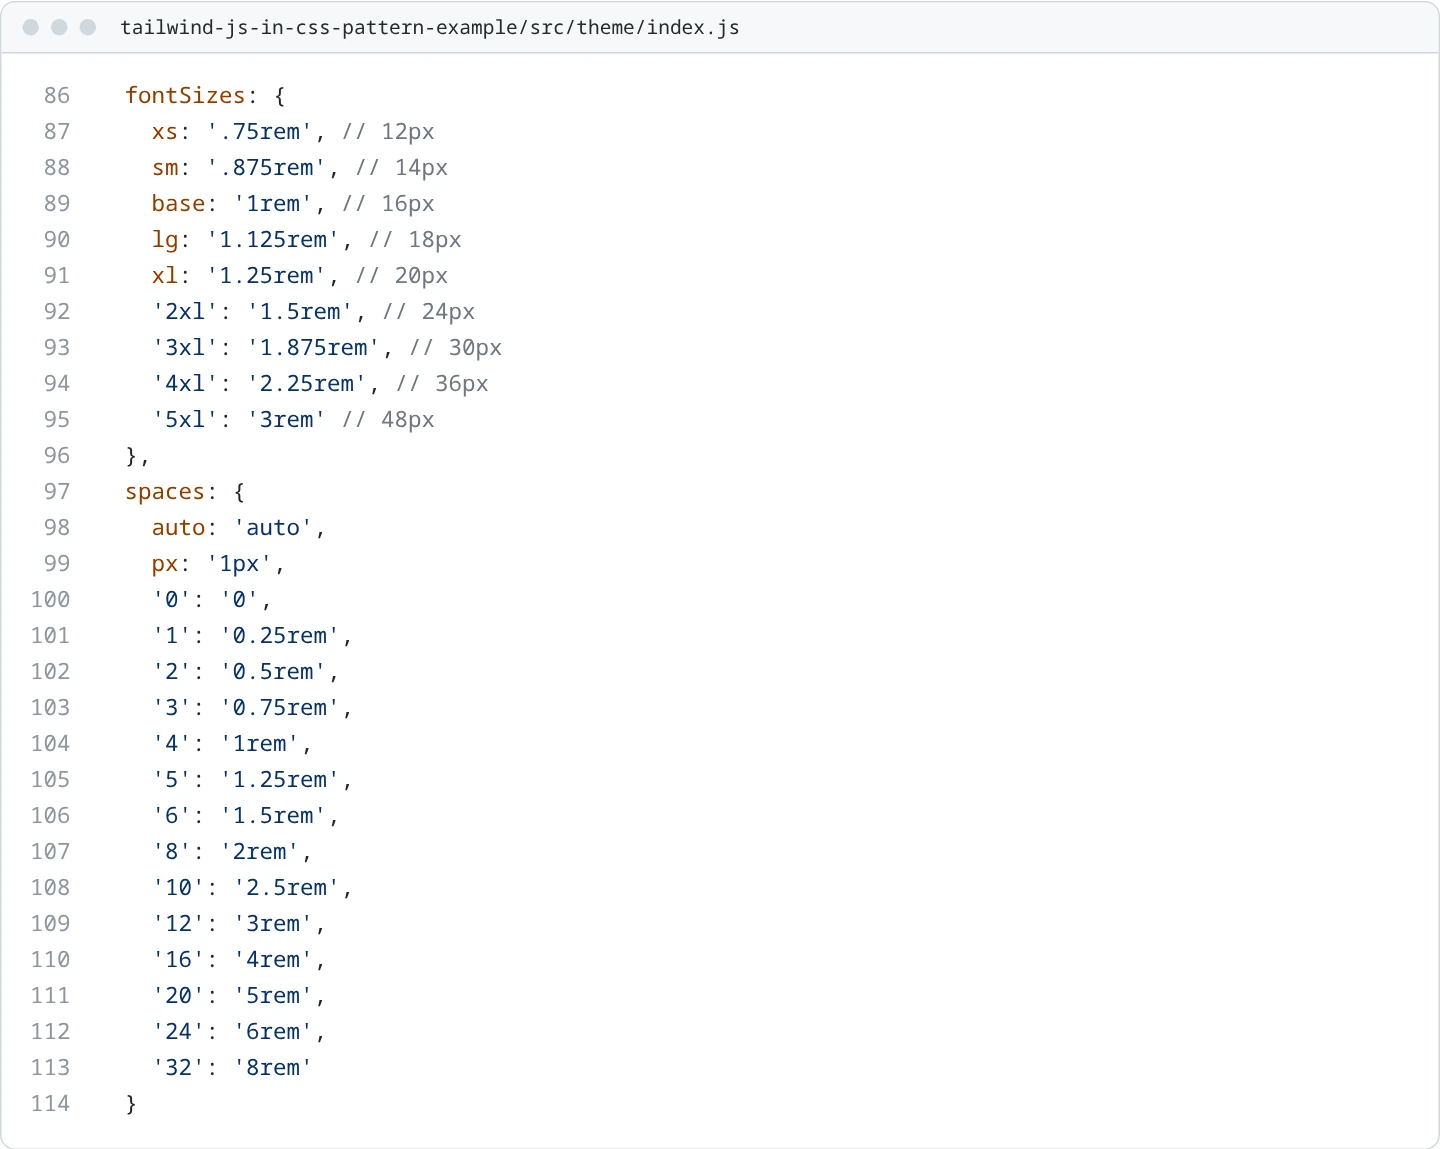 tailwind-js-in-css-pattern-example/src/theme/index.js
86 fontSizes: {
87 xs: '.75rem', // 12px
88 sm: '.875rem', // 14px
89 base: '1rem', // 16px
90 lg: '1.125rem', // 18px
91 xl: '1.25rem', // 20px
92 '2xl': '1.5rem', // 24px
93 '3xl': '1.875rem', // 30px
94 '4xl': '2.25rem', // 36px
95 '5xl': '3rem' // 48px
96 },
97 spaces: {
98 auto: 'auto',
99 px: '1px',
100 '0': '0',
101 '1': '0.25rem',
102 '2': '0.5rem',
103 '3': '0.75rem',
104 '4': '1rem',
105 '5': '1.25rem',
106 '6': '1.5rem',
107 '8': '2rem',
108 '10': '2.5rem',
109 '12': '3rem',
110 '16': '4rem',
111 '20': '5rem',
112 '24': '6rem',
113 '32': '8rem'
114 }